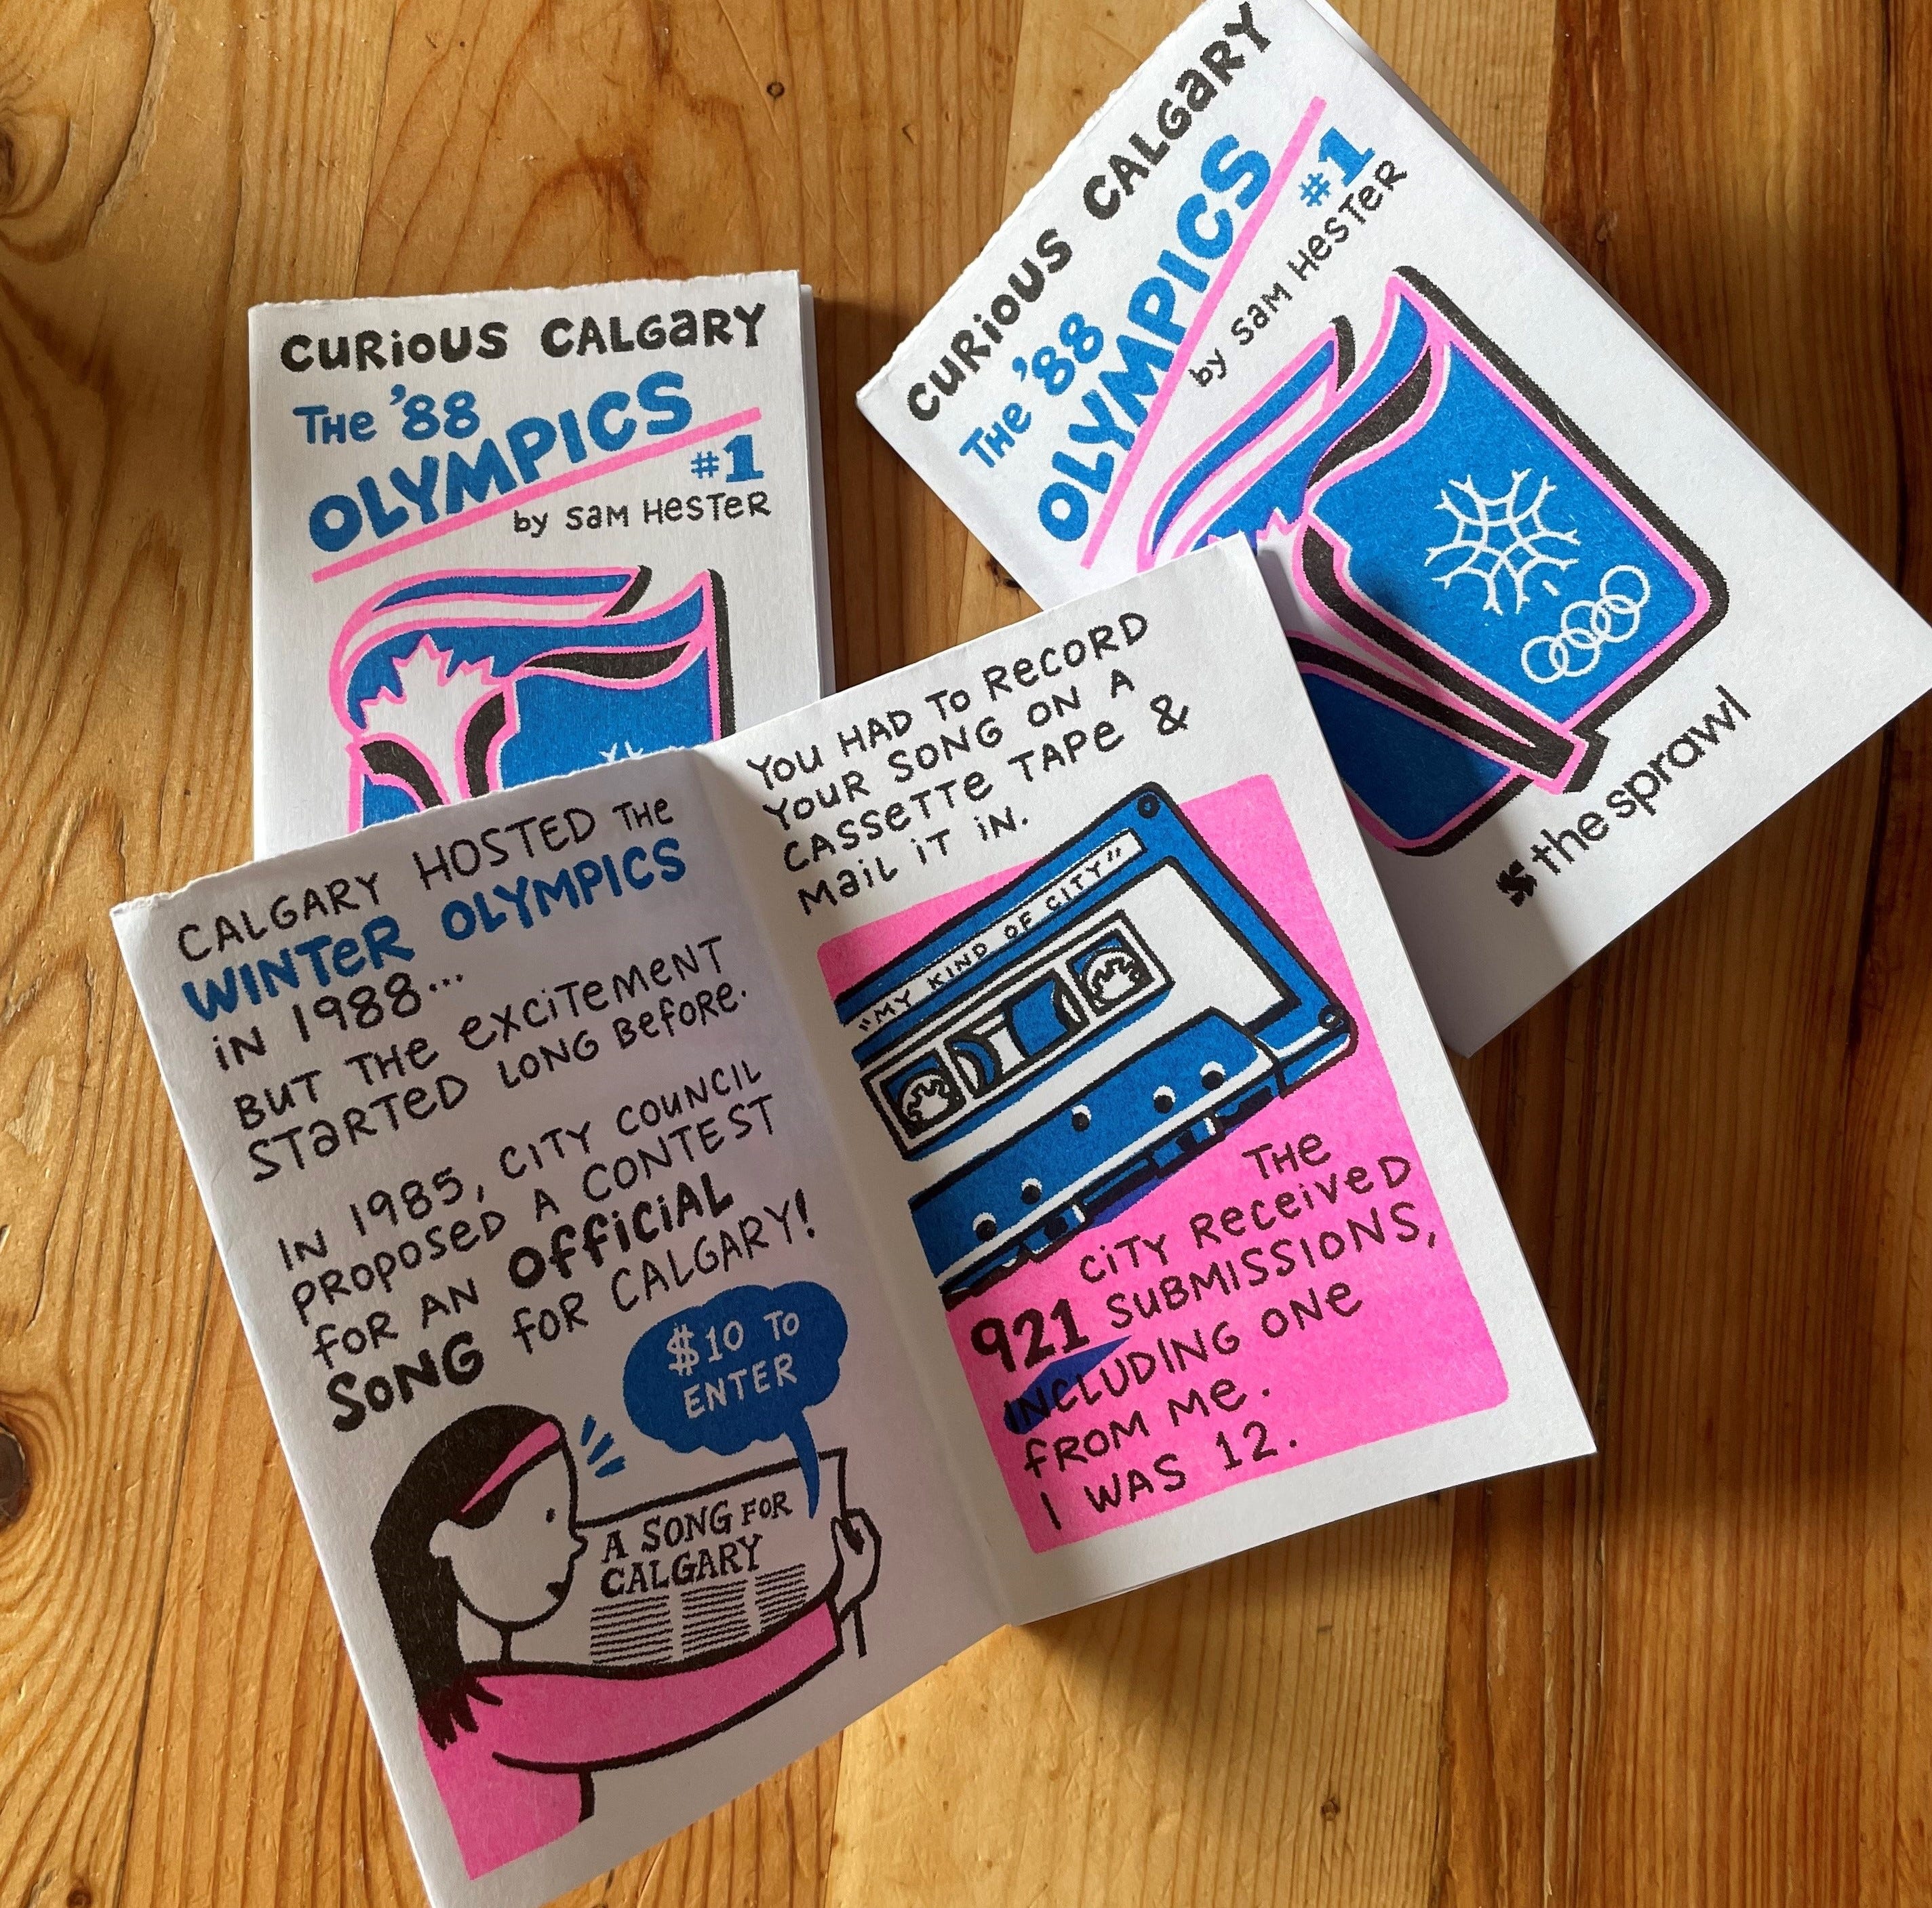 CURIOUS CALGARY
THE '88
OLYMPICS
#1
by SAM HESTER
CURIOUS CALGARY
THE '88
OLYMPICS
#1
by SAM HESTER
the sprawl
CALGARY HOSTED THE
WINTER OLYMPICS
IN 1988...
BUT THE EXCITEMENT
STARTED LONG BEFORE.
IN 1985, CITY COUNCIL
PROPOSED A CONTEST
FOR AN OFFICIAL
SONG FOR CALGARY!
$10 TO
ENTER
A SONG FOR
CALGARY
YOU HAD TO RECORD
YOUR SONG ON A
CASSETTE TAPE &
MAIL IT IN.
"MY KIND OF CITY"
THE
CITY RECEIVED
921 SUBMISSIONS,
INCLUDING ONE
FROM ME.
I WAS 12.